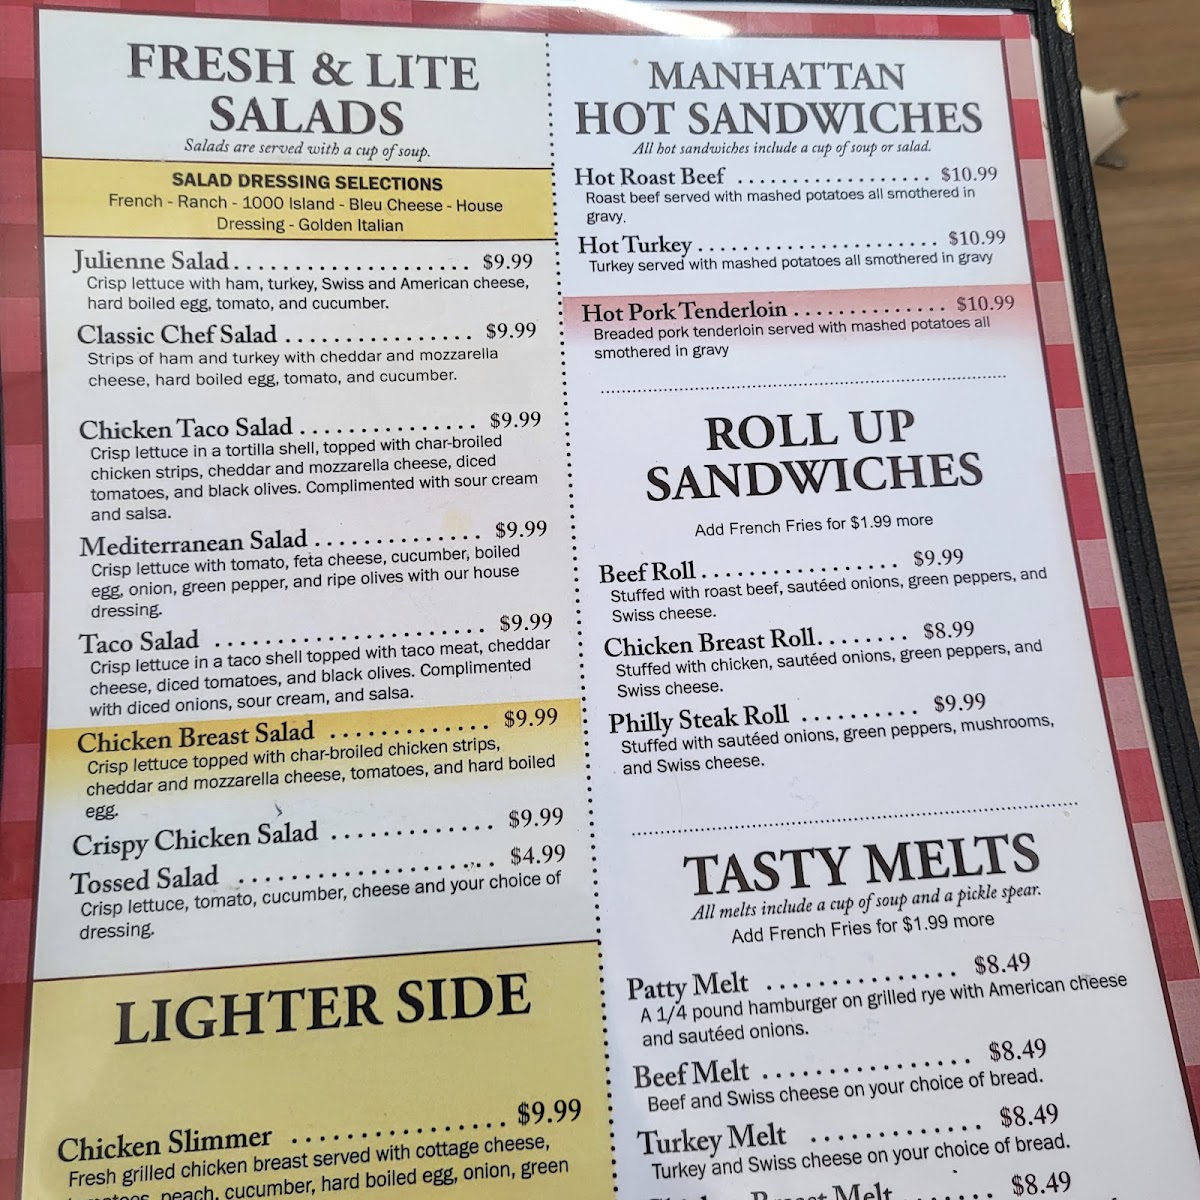 FRESH & LITE
SALADS
Salads are served with a cup of soup.
SALAD DRESSING SELECTIONS
French - Ranch - 1000 Island - Bleu Cheese - House
Dressing - Golden Italian
Julienne Salad........................ $9.99
Crisp lettuce with ham, turkey, Swiss and American cheese,
hard boiled egg, tomato, and cucumber.
Classic Chef Salad................... $9.99
Strips of ham and turkey with cheddar and mozzarella
cheese, hard boiled egg, tomato, and cucumber.
Chicken Taco Salad.................. $9.99
Crisp lettuce in a tortilla shell, topped with char-broiled
chicken strips, cheddar and mozzarella cheese, diced
tomatoes, and black olives. Complimented with sour cream
and salsa.
Mediterranean Salad................. $9.99
Crisp lettuce with tomato, feta cheese, cucumber, boiled
egg, onion, green pepper, and ripe olives with our house
dressing.
Taco Salad .......................... $9.99
Crisp lettuce in a taco shell topped with taco meat, cheddar
cheese, diced tomatoes, and black olives. Complimented
with diced onions, sour cream, and salsa.
Chicken Breast Salad ............... $9.99
Crisp lettuce topped with char-broiled chicken strips,
cheddar and mozzarella cheese, tomatoes, and hard boiled
egg.
Crispy Chicken Salad ............... $9.99
Tossed Salad ........................ $4.99
Crisp lettuce, tomato, cucumber, cheese and your choice of
dressing.
LIGHTER SIDE
Chicken Slimmer .................... $9.99
Fresh grilled chicken breast served with cottage cheese,
peach, cucumber, hard boiled egg, onion, green
MANHATTAN
HOT SANDWICHES
All hot sandwiches include a cup of soup or salad.
Hot Roast Beef .................. $10.99
Roast beef served with mashed potatoes all smothered in
gravy.
Hot Turkey...................... $10.99
Turkey served with mashed potatoes all smothered in gravy
Hot Pork Tenderloin.............. $10.99
Breaded pork tenderloin served with mashed potatoes all
smothered in gravy
ROLL UP
SANDWICHES
Add French Fries for $1.99 more
Beef Roll.................. $9.99
Stuffed with roast beef, sautéed onions, green peppers, and
Swiss cheese.
Chicken Breast Roll........ $8.99
Stuffed with chicken, sautéed onions, green peppers, and
Swiss cheese.
Philly Steak Roll .......... $9.99
Stuffed with sautéed onions, green peppers, mushrooms,
and Swiss cheese.
TASTY MELTS
All melts include a cup of soup and a pickle spear.
Add French Fries for $1.99 more
Patty Melt ................. $8.49
A 1/4 pound hamburger on grilled rye with American cheese
and sautéed onions.
Beef Melt .................. $8.49
Beef and Swiss cheese on your choice of bread.
Turkey Melt ............... $8.49
Turkey and Swiss cheese on your choice of bread.
Breast Melt ........ $8.49